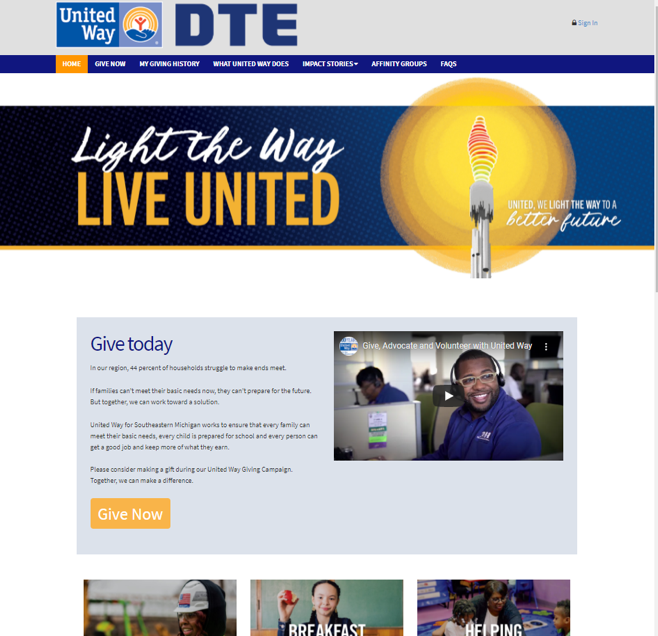 United
Way
DTE
Sign In
HOME GIVE NOW MY GIVING HISTORY WHAT UNITED WAY DOES IMPACT STORIES AFFINITY GROUPS FAQS
Light the Way
LIVE UNITED
UNITED, WE LIGHT THE WAY TO A
better future
Give today
In our region, 44 percent of households struggle to make ends meet.
If families can't meet their basic needs now, they can't prepare for the future.
But together, we can work toward a solution.
United Way for Southeastern Michigan works to ensure that every family can
meet their basic needs, every child is prepared for school and every person can
get a good job and keep more of what they earn.
Please consider making a gift during our United Way Giving Campaign.
Together, we can make a difference.
Give Now
Give, Advocate and Volunteer with United Way
BREAKFAST
HELPING